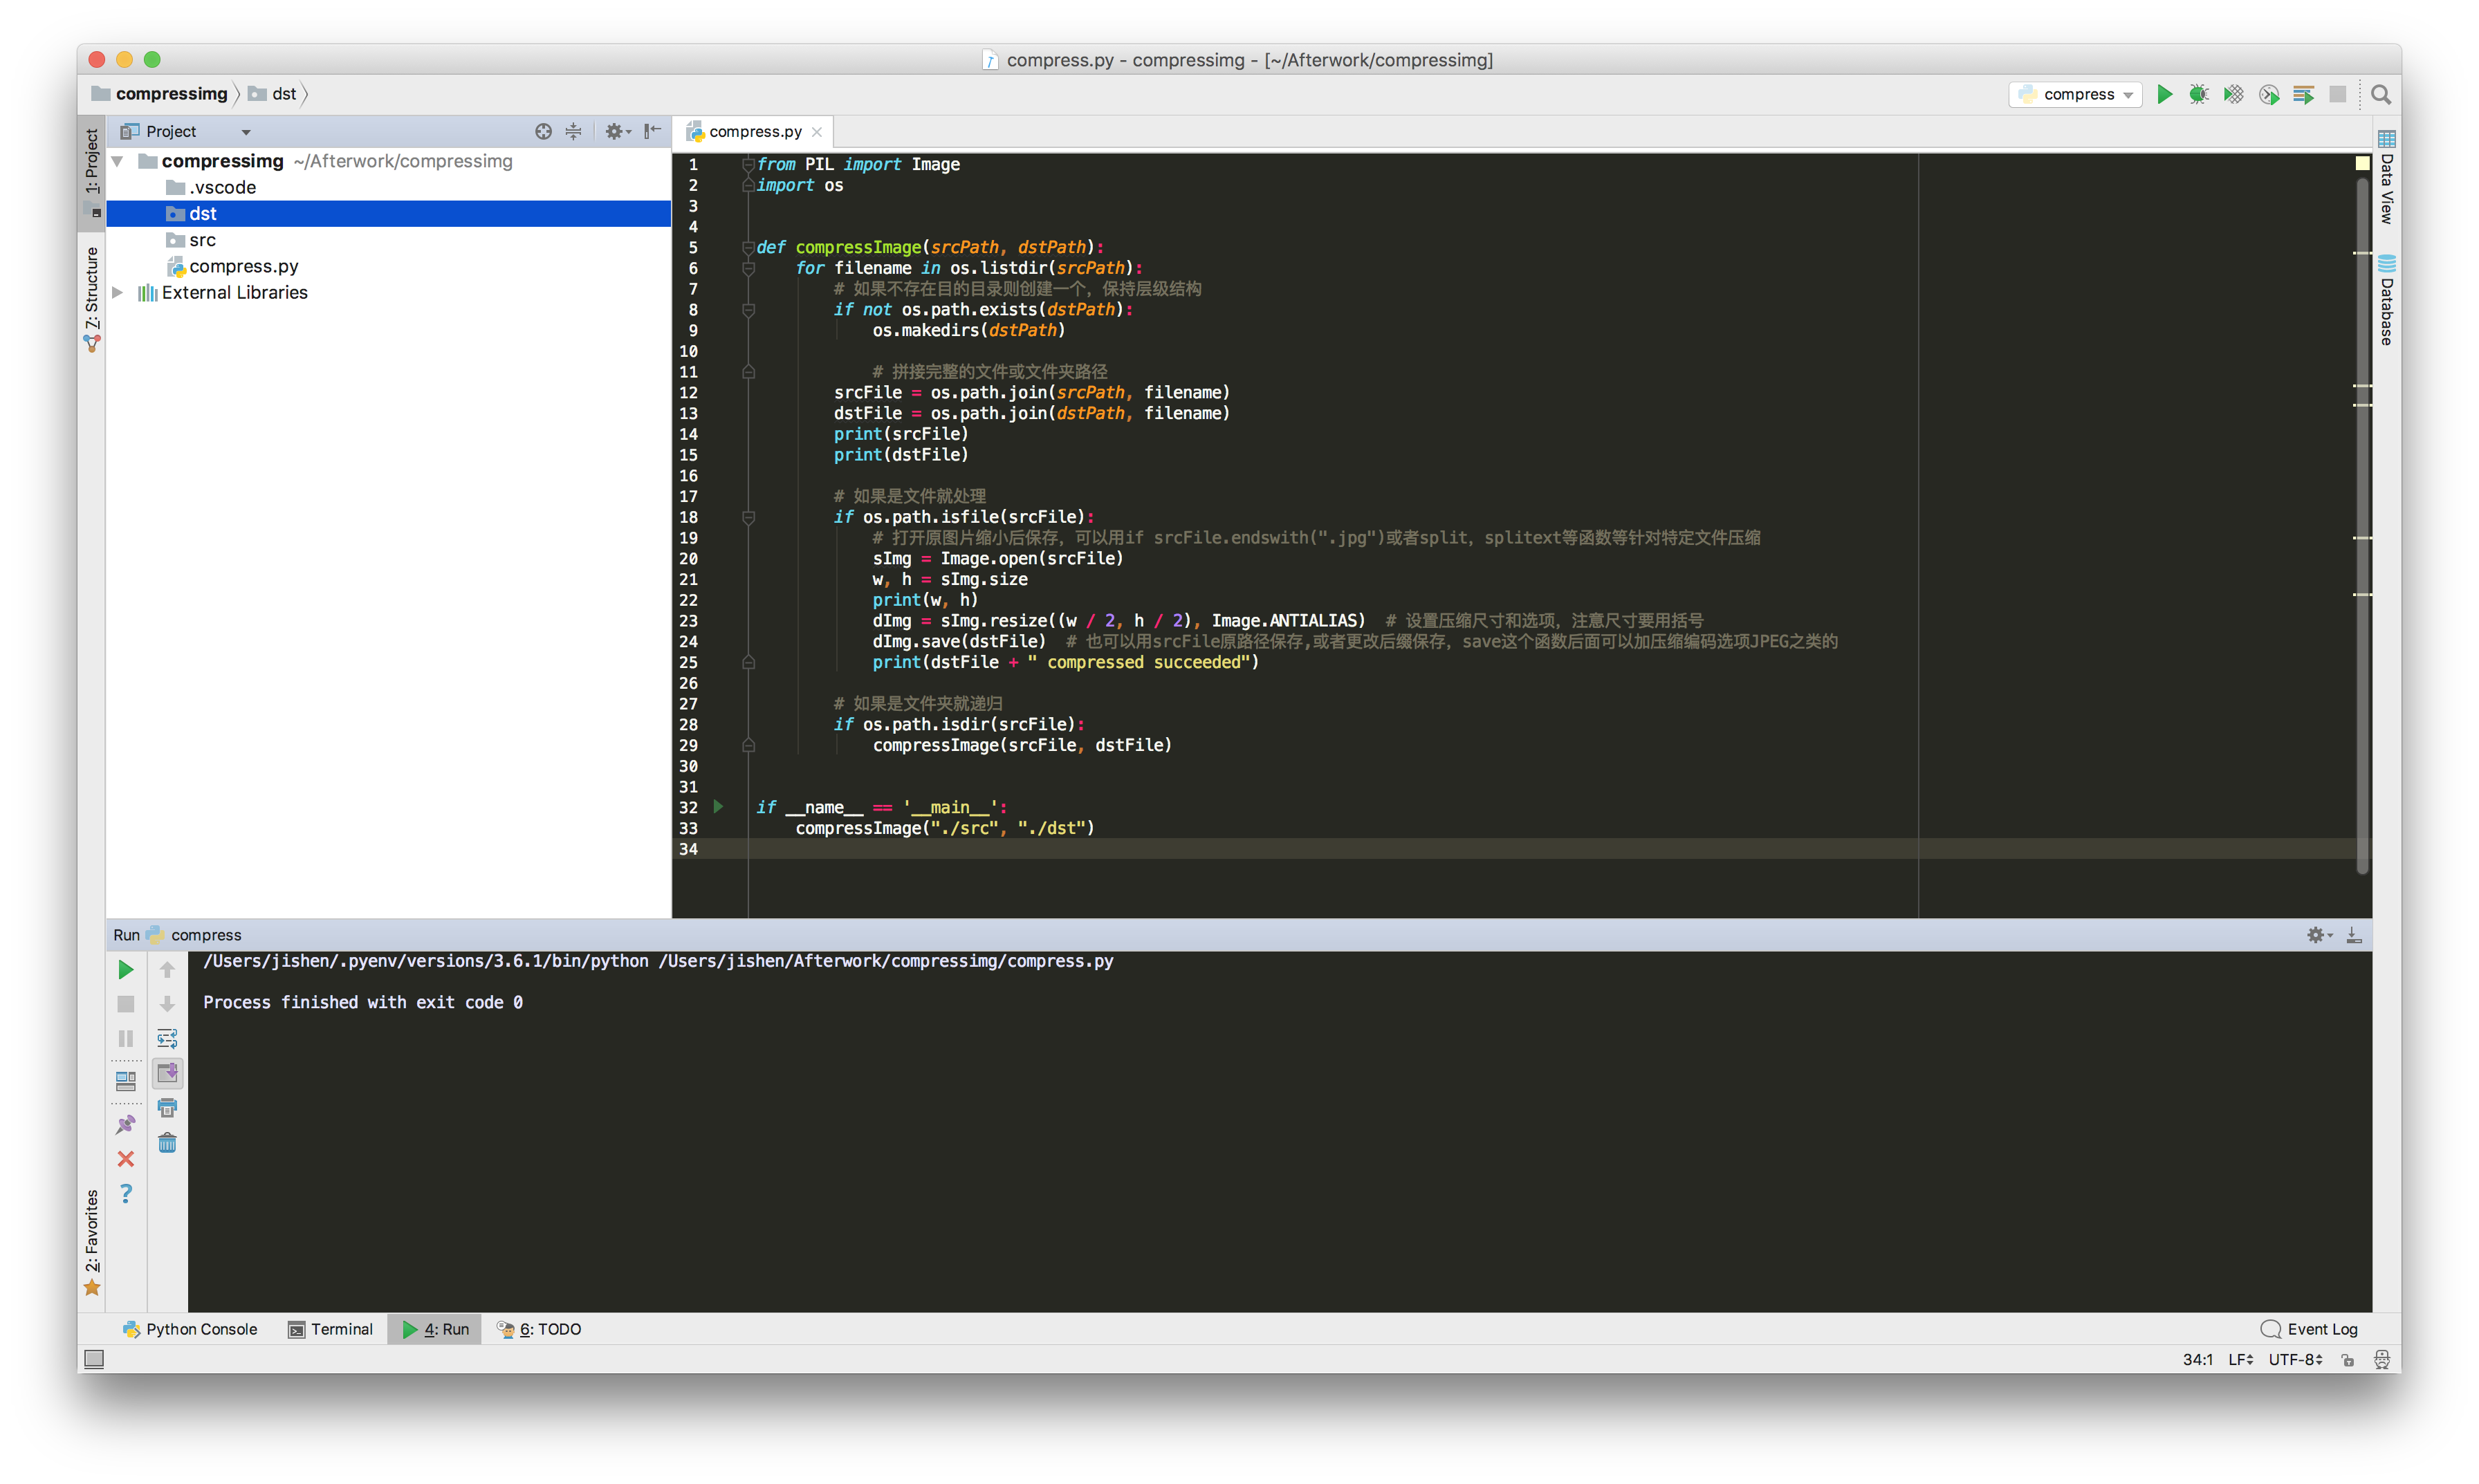 compress.py - compressimg - [~/Afterwork/compressimg]
compressimg
dst
compress
1: Project
7: Structure
2: Favorites
Project
compressimg ~/Afterwork/compressimg
.vscode
dst
src
compress.py
External Libraries
compress.py
1 from PIL import Image
2 import os
3
4
5 def compressImage(srcPath, dstPath):
6     for filename in os.listdir(srcPath):
7         # 如果不存在目的目录则创建一个，保持层级结构
8         if not os.path.exists(dstPath):
9             os.makedirs(dstPath)
10
11             # 拼接完整的文件或文件夹路径
12         srcFile = os.path.join(srcPath, filename)
13         dstFile = os.path.join(dstPath, filename)
14         print(srcFile)
15         print(dstFile)
16
17         # 如果是文件就处理
18         if os.path.isfile(srcFile):
19             # 打开原图片缩小后保存，可以用if srcFile.endswith(".jpg")或者split，splitext等函数等针对特定文件压缩
20             sImg = Image.open(srcFile)
21             w, h = sImg.size
22             print(w, h)
23             dImg = sImg.resize((w / 2, h / 2), Image.ANTIALIAS)  # 设置压缩尺寸和选项，注意尺寸要用括号
24             dImg.save(dstFile)  # 也可以用srcFile原路径保存,或者更改后缀保存，save这个函数后面可以加压缩编码选项JPEG之类的
25             print(dstFile + " compressed succeeded")
26
27         # 如果是文件夹就递归
28         if os.path.isdir(srcFile):
29             compressImage(srcFile, dstFile)
30
31
32 if __name__ == '__main__':
33     compressImage("./src", "./dst")
34
Data View
Database
Run compress
/Users/jishen/.pyenv/versions/3.6.1/bin/python /Users/jishen/Afterwork/compressimg/compress.py
Process finished with exit code 0
Python Console
Terminal
4: Run
6: TODO
Event Log
34:1 LF UTF-8